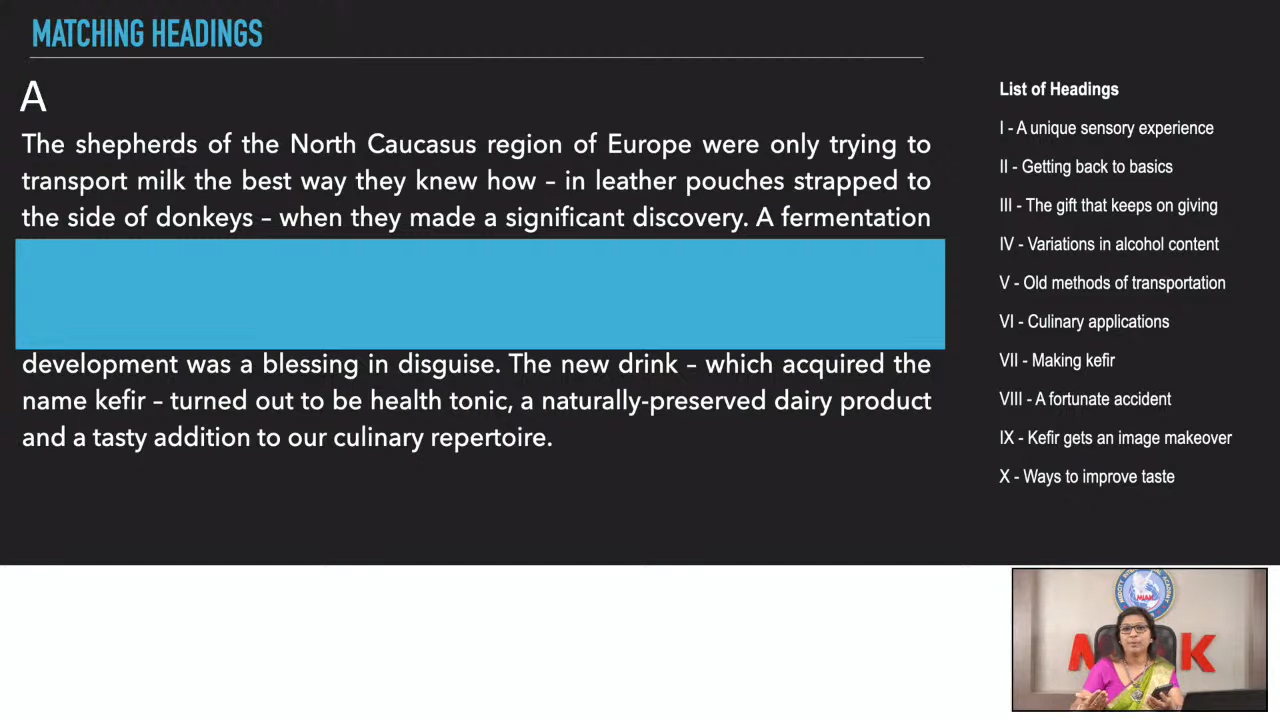 MATCHING HEADINGS
A
The shepherds of the North Caucasus region of Europe were only trying to
transport milk the best way they knew how – in leather pouches strapped to
the side of donkeys – when they made a significant discovery. A fermentation
development was a blessing in disguise. The new drink – which acquired the
name kefir – turned out to be health tonic, a naturally-preserved dairy product
and a tasty addition to our culinary repertoire.
List of Headings
I - A unique sensory experience
II - Getting back to basics
III - The gift that keeps on giving
IV - Variations in alcohol content
V - Old methods of transportation
VI - Culinary applications
VII - Making kefir
VIII - A fortunate accident
IX - Kefir gets an image makeover
X - Ways to improve taste
MIAK